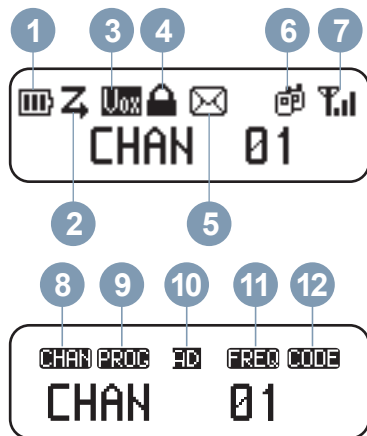 1 3 4 6 7
Vox
CHAN 01
2 5
8 9 10 11 12
CHAN PROG AD FREQ CODE
CHAN 01